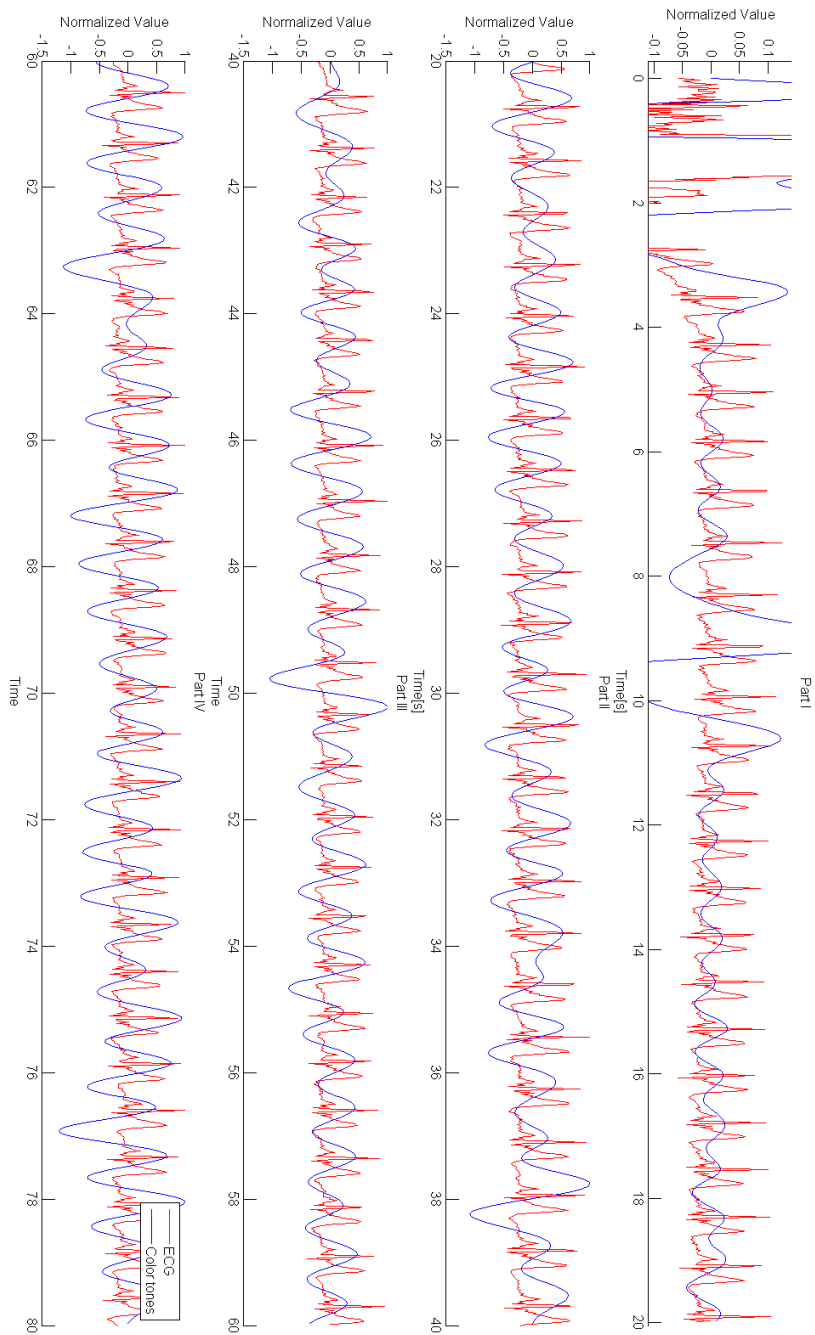 Part I
Normalized Value
0.1
0.05
0
-0.05
-0.1
0 2 4 6 8 10 12 14 16 18 20
Time[s]
Part II
Normalized Value
1
0.5
0
-0.5
-1
-1.5
20 22 24 26 28 30 32 34 36 38 40
Time[s]
Part III
Normalized Value
1
0.5
0
-0.5
-1
-1.5
40 42 44 46 48 50 52 54 56 58 60
Time
Part IV
Normalized Value
1
0.5
0
-0.5
-1
-1.5
ECG
Color tones
60 62 64 66 68 70 72 74 76 78 80
Time